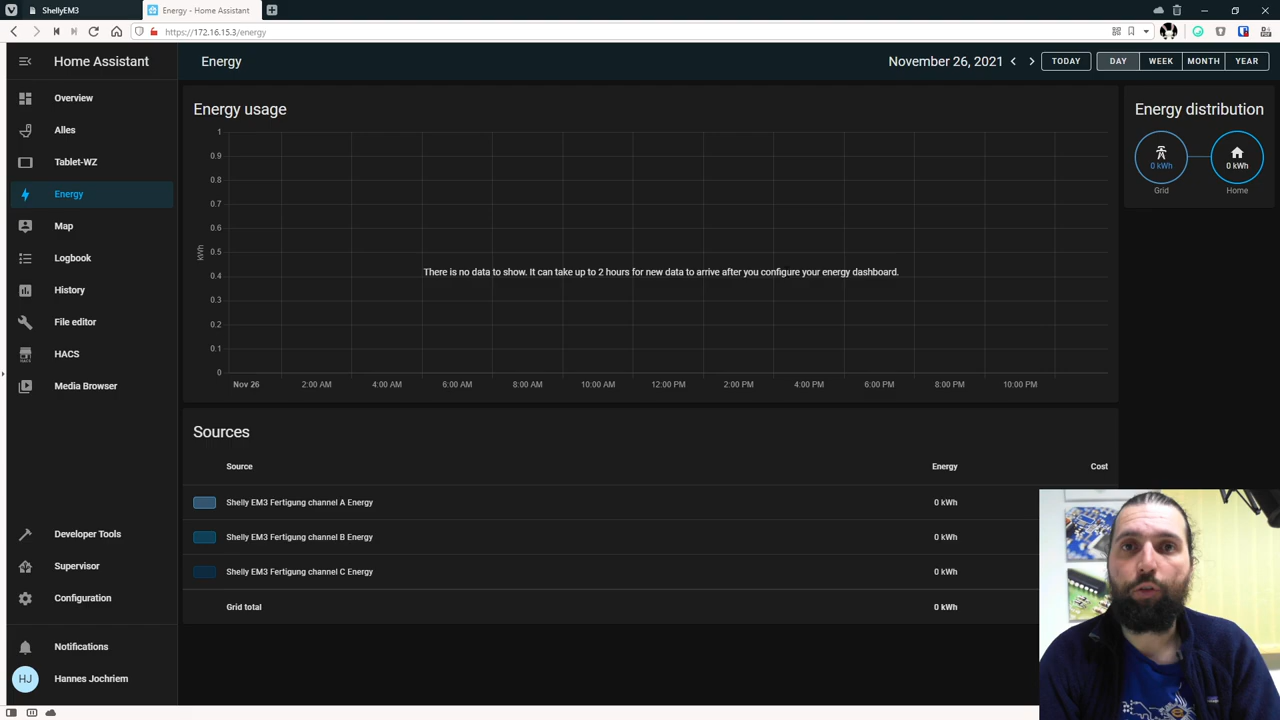 ShellyEM3
Energy - Home Assistant
https://172.16.15.3/energy
Home Assistant
Energy
November 26, 2021
TODAY
DAY
WEEK
MONTH
YEAR
Overview
Alles
Tablet-WZ
Energy
Map
Logbook
History
File editor
HACS
HACS
Media Browser
Developer Tools
Supervisor
Configuration
Notifications
HJ
Hannes Jochriem
Energy usage
1
0.9
0.8
0.7
0.6
0.5
0.4
0.3
0.2
0.1
0
kWh
There is no data to show. It can take up to 2 hours for new data to arrive after you configure your energy dashboard.
Nov 26
2:00 AM
4:00 AM
6:00 AM
8:00 AM
10:00 AM
12:00 PM
2:00 PM
4:00 PM
6:00 PM
8:00 PM
10:00 PM
Energy distribution
0 kWh
0 kWh
Grid
Home
Sources
Source
Energy
Cost
Shelly EM3 Fertigung channel A Energy
0 kWh
Shelly EM3 Fertigung channel B Energy
0 kWh
Shelly EM3 Fertigung channel C Energy
0 kWh
Grid total
0 kWh